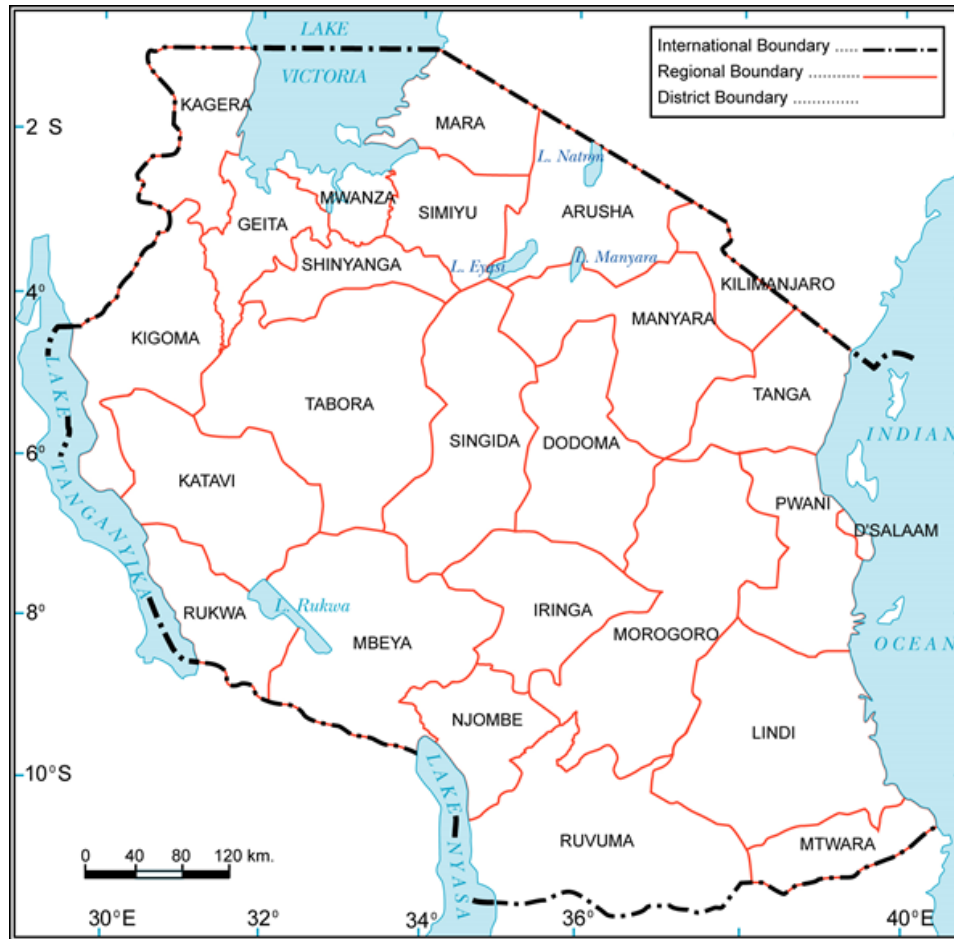 LAKE
VICTORIA
International Boundary .....
Regional Boundary ...........
District Boundary ..............
KAGERA
2 S
MARA
L. Natron
MWANZA
GEITA
SIMIYU
ARUSHA
SHINYANGA
L. Eyasi
L. Manyara
KILIMANJARO
4°
KIGOMA
MANYARA
TABORA
TANGA
SINGIDA
DODOMA
INDIAN
6°
KATAVI
PWANI
D'SALAAM
LAKE TANGANYIKA
8°
RUKWA
L. Rukwa
IRINGA
MBEYA
MOROGORO
OCEAN
NJOMBE
LINDI
10°S
LAKE NYASA
RUVUMA
MTWARA
0 40 80 120 km.
30°E 32 34 36 38 40°E